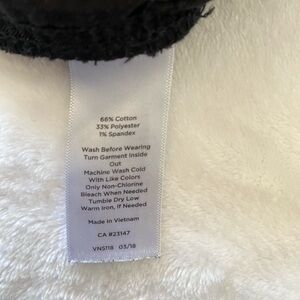 66% Cotton
33% Polyester
1% Spandex
Wash Before Wearing
Turn Garment Inside
Out
Machine Wash Cold
With Like Colors
Only Non-Chlorine
Bleach When Needed
Tumble Dry Low
Warm Iron, If Needed
Made in Vietnam
CA #23147
VN5118 03/18